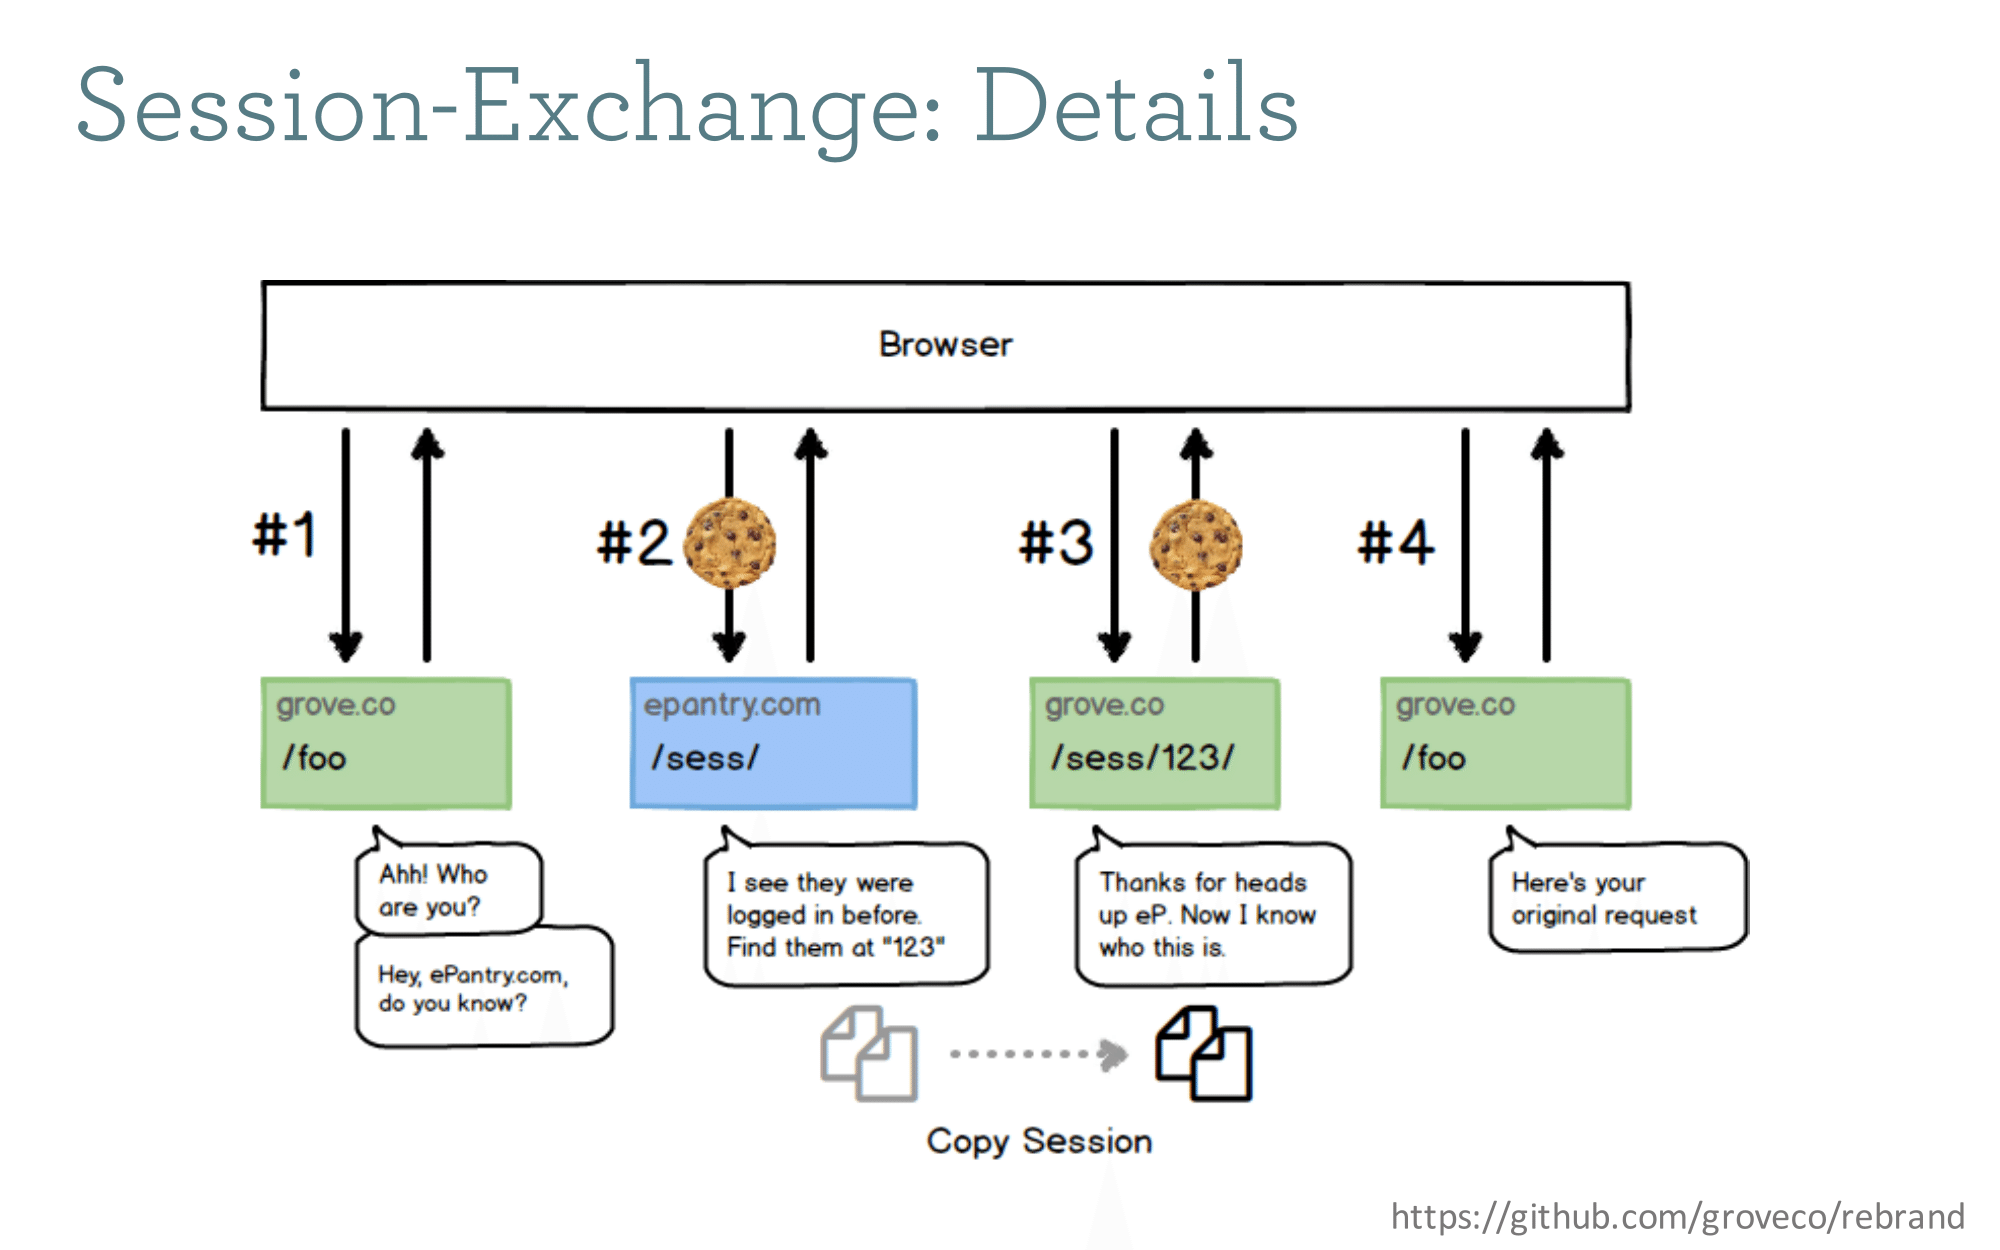 Session-Exchange: Details
Browser
#1
#2
#3
#4
grove.co
/foo
epantry.com
/sess/
grove.co
/sess/123/
grove.co
/foo
Ahh! Who
are you?
Hey, ePantry.com,
do you know?
I see they were
logged in before.
Find them at "123"
Thanks for heads
up eP. Now I know
who this is.
Here's your
original request
Copy Session
https://github.com/groveco/rebrand